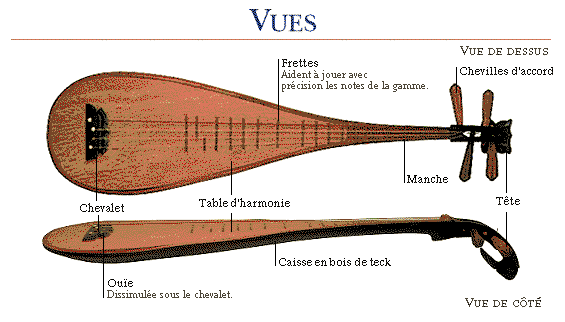 VUES
VUE DE DESSUS
Frettes
Aident à jouer avec
précision les notes de la gamme.
Chevilles d'accord
Manche
Tête
Chevalet
Table d'harmonie
Caisse en bois de teck
Ouïe
Dissimulée sous le chevalet.
VUE DE CÔTÉ